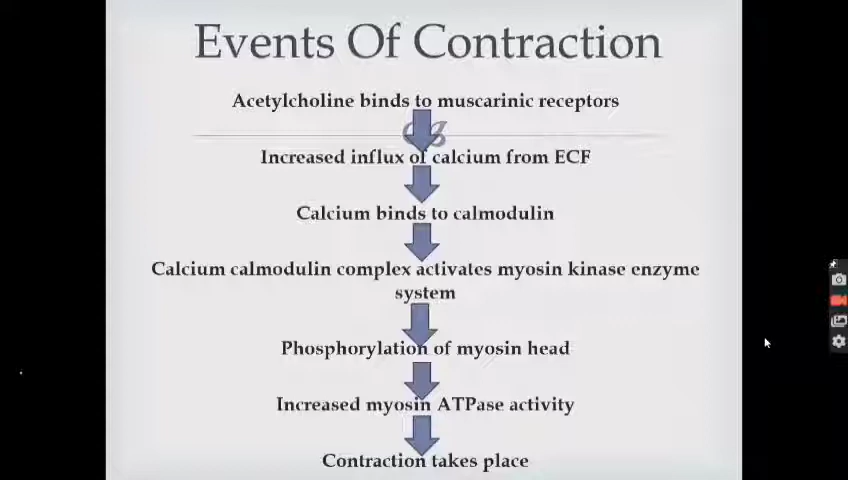 Events Of Contraction
Acetylcholine binds to muscarinic receptors
Increased influx of calcium from ECF
Calcium binds to calmodulin
Calcium calmodulin complex activates myosin kinase enzyme
system
Phosphorylation of myosin head
Increased myosin ATPase activity
Contraction takes place